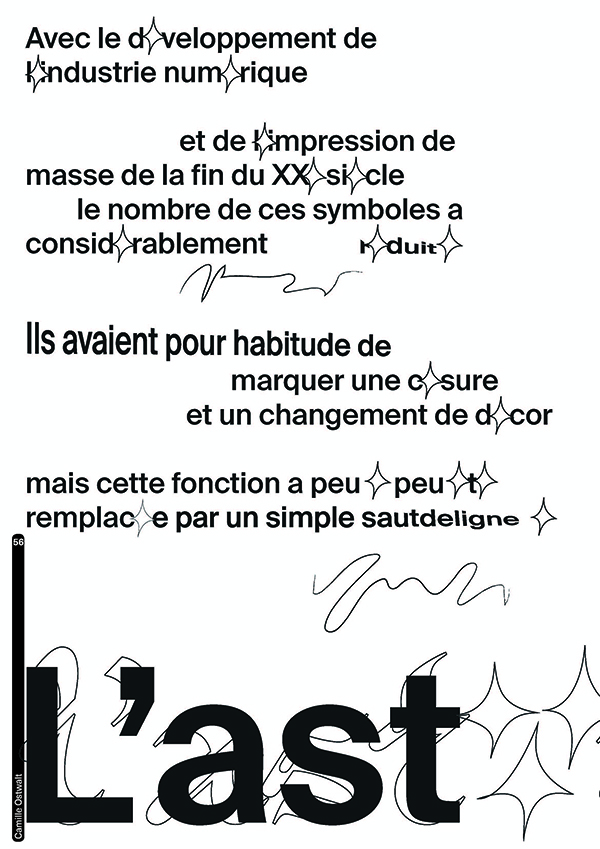 Avec le d✧veloppement de
l✧industrie num✧rique
et de l✧impression de
masse de la fin du XX✧si✧cle
le nombre de ces symboles a
consid✧rablement r✧duit✧
Ils avaient pour habitude de
marquer une c✧sure
et un changement de d✧cor
mais cette fonction a peu ✧ peu ✧t✧
remplac✧e par un simple sautdeligne ✧
56
Camille Ostwalt
L’ast✧✧✧